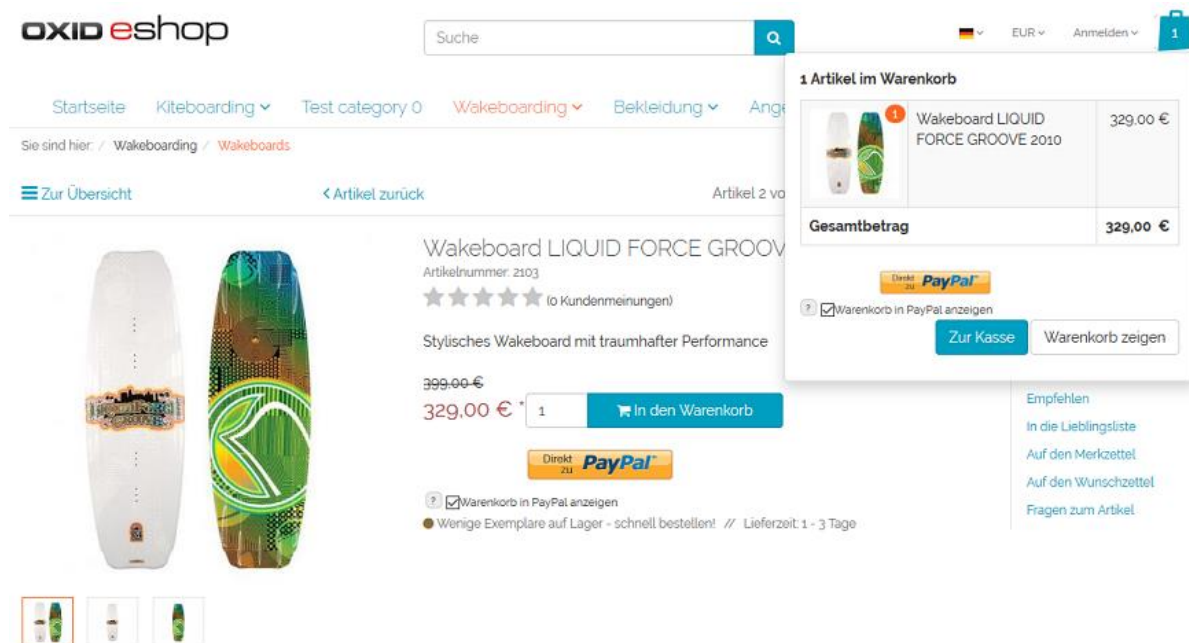 OXID eshop
Suche
EUR
Anmelden
1
1 Artikel im Warenkorb
1
Wakeboard LIQUID
FORCE GROOVE 2010
329,00 €
Gesamtbetrag
329,00 €
Direkt zu PayPal
? Warenkorb in PayPal anzeigen
Zur Kasse
Warenkorb zeigen
Startseite
Kiteboarding
Test category 0
Wakeboarding
Bekleidung
Ange
Sie sind hier: / Wakeboarding / Wakeboards
Zur Übersicht
Artikel zurück
Artikel 2 vo
Wakeboard LIQUID FORCE GROOV
Artikelnummer: 2103
(0 Kundenmeinungen)
Stylisches Wakeboard mit traumhafter Performance
399,00 €
329,00 € *
1
In den Warenkorb
Direkt zu PayPal
? Warenkorb in PayPal anzeigen
Wenige Exemplare auf Lager - schnell bestellen! // Lieferzeit: 1 - 3 Tage
Empfehlen
In die Lieblingsliste
Auf den Merkzettel
Auf den Wunschzettel
Fragen zum Artikel